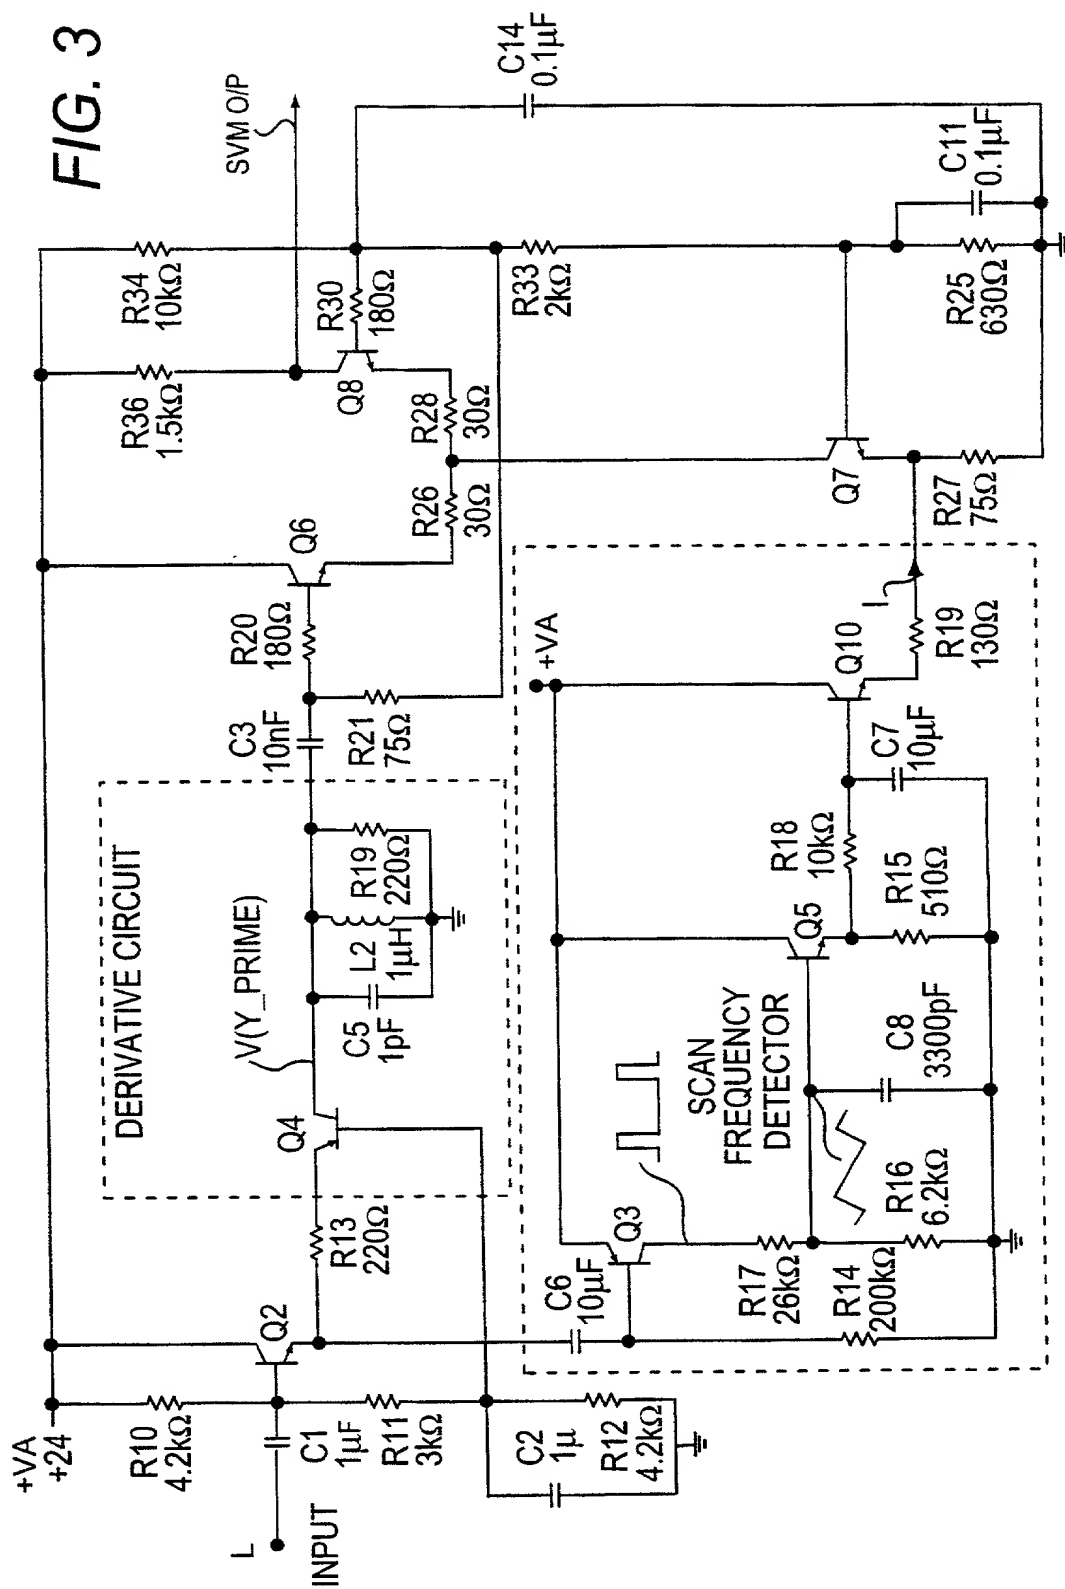 FIG. 3
+VA
+24
R10
4.2kΩ
L
INPUT
C1
1µF
R11
3kΩ
C2
1µ
R12
4.2kΩ
Q2
R13
220Ω
DERIVATIVE CIRCUIT
Q4
V(Y_PRIME)
C5
1pF
L2
1µH
R19
220Ω
C3
10nF
R21
75Ω
R20
180Ω
Q6
R26
30Ω
R28
30Ω
Q8
R36
1.5kΩ
R34
10kΩ
R30
180Ω
SVM O/P
R33
2kΩ
C14
0.1µF
C11
0.1µF
R25
630Ω
Q7
R27
75Ω
C6
10µF
Q3
R17
26kΩ
R14
200kΩ
R16
6.2kΩ
SCAN
FREQUENCY
DETECTOR
C8
3300pF
Q5
R15
510Ω
R18
10kΩ
C7
10µF
+VA
Q10
I
R19
130Ω